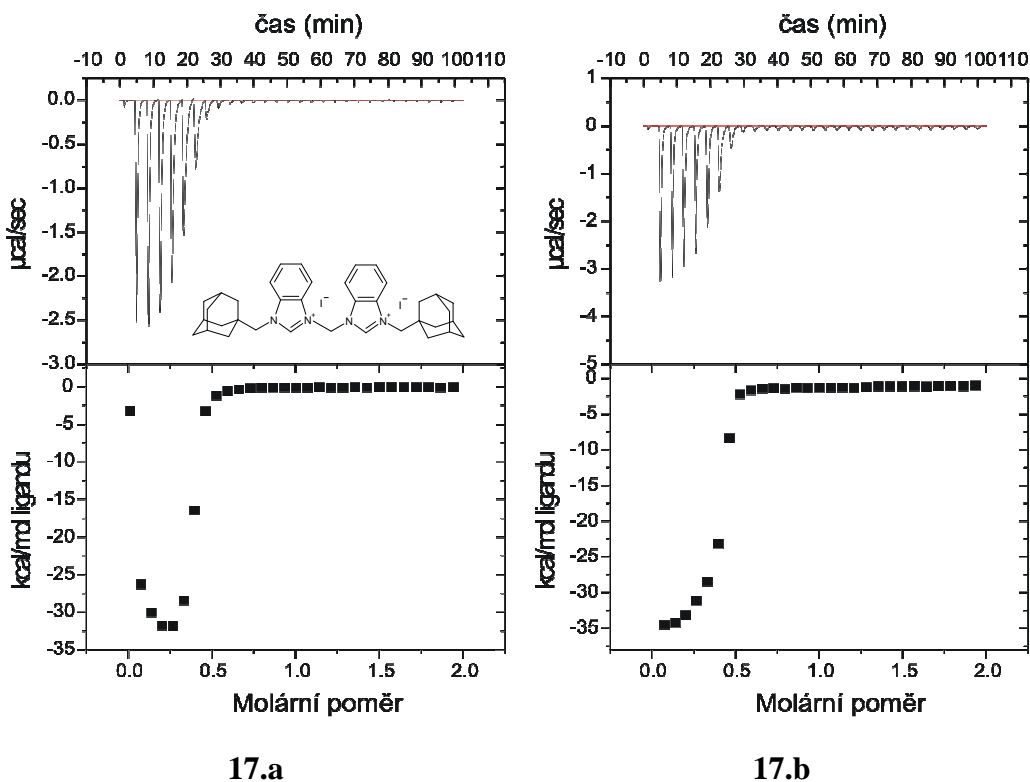 čas (min)
-10 0 10 20 30 40 50 60 70 80 90 100 110
0.0
-0.5
-1.0
-1.5
-2.0
-2.5
-3.0
µcal/sec
N N⁺ I⁻ N N⁺ I⁻
0
-5
-10
-15
-20
-25
-30
-35
kcal/mol ligandu
0.0 0.5 1.0 1.5 2.0
Molární poměr
17.a
čas (min)
-10 0 10 20 30 40 50 60 70 80 90 100 110
1
0
-1
-2
-3
-4
-5
µcal/sec
0
-5
-10
-15
-20
-25
-30
-35
kcal/mol ligandu
0.0 0.5 1.0 1.5 2.0
Molární poměr
17.b